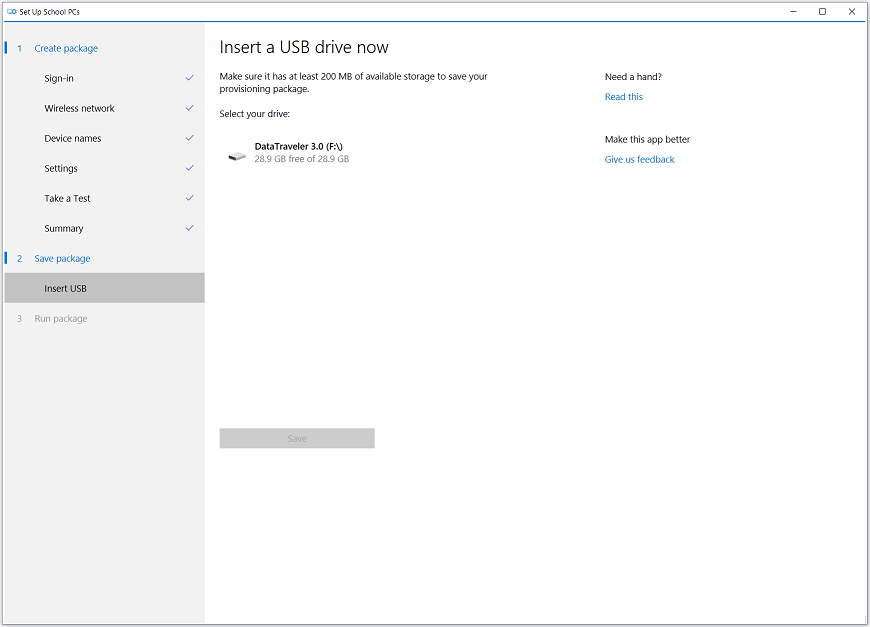 Set Up School PCs
1 Create package
Sign-in
Wireless network
Device names
Settings
Take a Test
Summary
2 Save package
Insert USB
3 Run package
Insert a USB drive now
Make sure it has at least 200 MB of available storage to save your
provisioning package.
Select your drive:
DataTraveler 3.0 (F:\)
28.9 GB free of 28.9 GB
Save
Need a hand?
Read this
Make this app better
Give us feedback